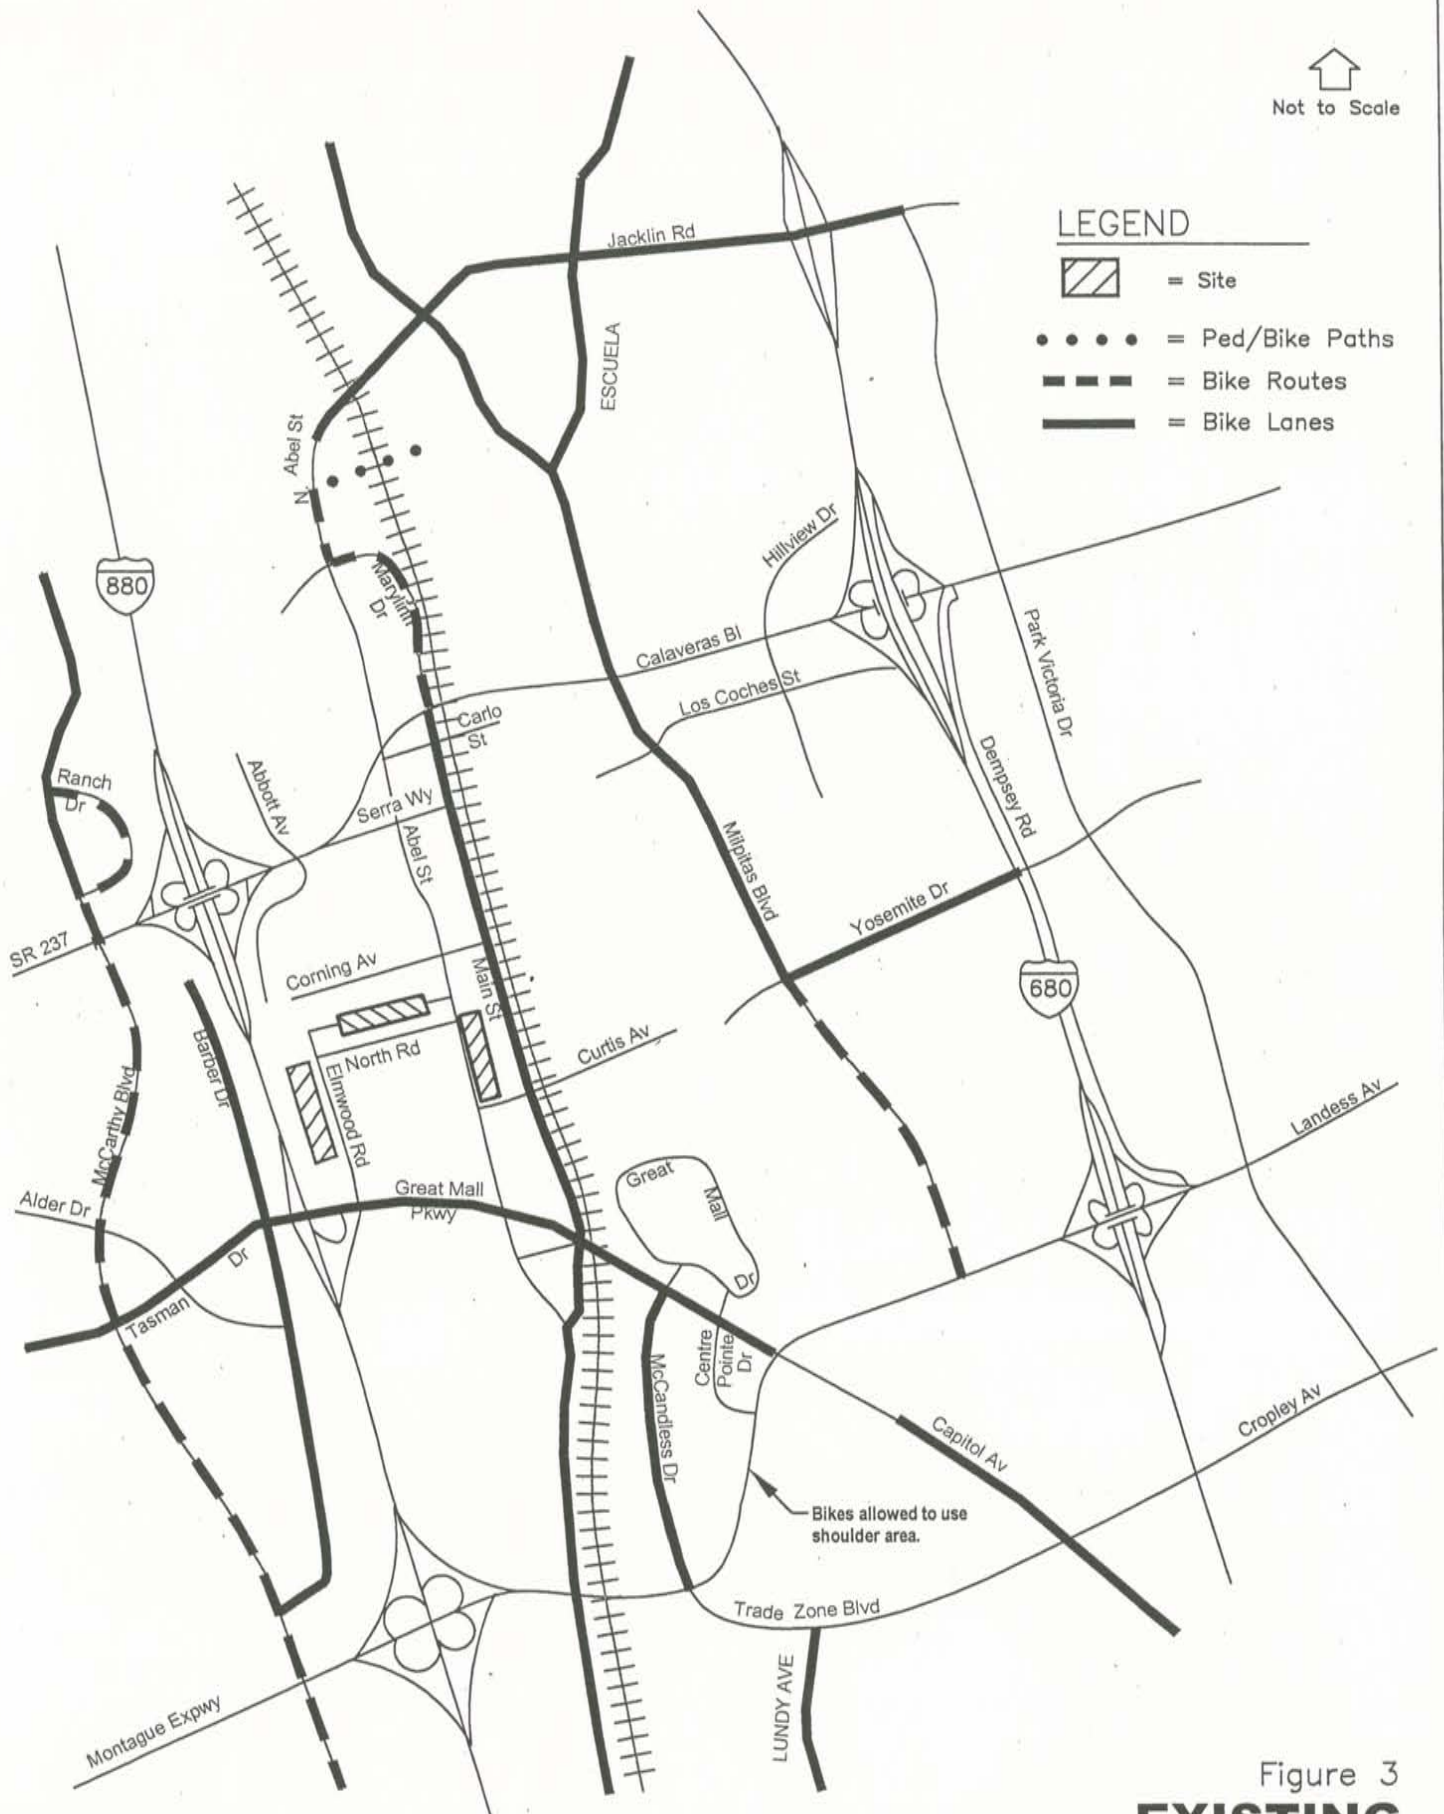 Not to Scale
LEGEND
= Site
= Ped/Bike Paths
= Bike Routes
= Bike Lanes
Jacklin Rd
ESCUELA
N. Abel St
880
Marylinn
Dr
Hillview Dr
Calaveras Bl
Los Coches St
Park Victoria Dr
Carlo
St
Ranch
Dr
Abbott Av
Serra Wy
Abel St
Dempsey Rd
Milpitas Blvd
Yosemite Dr
SR 237
Corning Av
Main St
680
Barber Dr
North Rd
Elmwood Rd
Curtis Av
McCarthy Blvd
Landess Av
Alder Dr
Great Mall
Pkwy
Great
Mall
Dr
Tasman
Dr
Centre
Pointe
Dr
McCandless Dr
Capitol Av
Cropley Av
Bikes allowed to use
shoulder area.
Trade Zone Blvd
LUNDY AVE
Montague Expwy
Figure 3
EXISTING